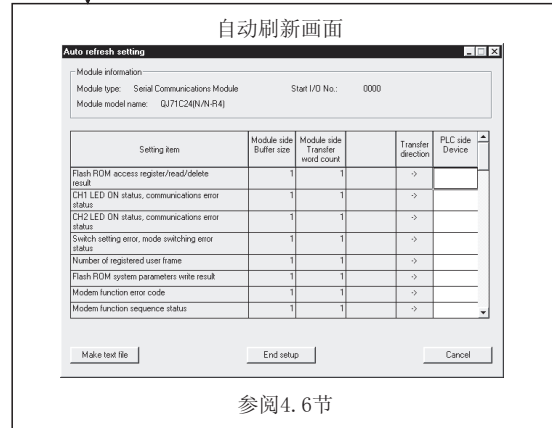 自动刷新画面
Auto refresh setting
Module information
Module type: Serial Communications Module Start I/O No.: 0000
Module model name: QJ71C24(N/N-R4)
Setting item Module side Buffer size Module side Transfer word count Transfer direction PLC side Device
Flash ROM access register/read/delete result 1 1 ->
CH1 LED ON status, communications error status 1 1 ->
CH2 LED ON status, communications error status 1 1 ->
Switch setting error, mode switching error status 1 1 ->
Number of registered user frame 1 1 ->
Flash ROM system parameters write result 1 1 ->
Modem function error code 1 1 ->
Modem function sequence status 1 1 ->
Make text file End setup Cancel
参阅4.6节